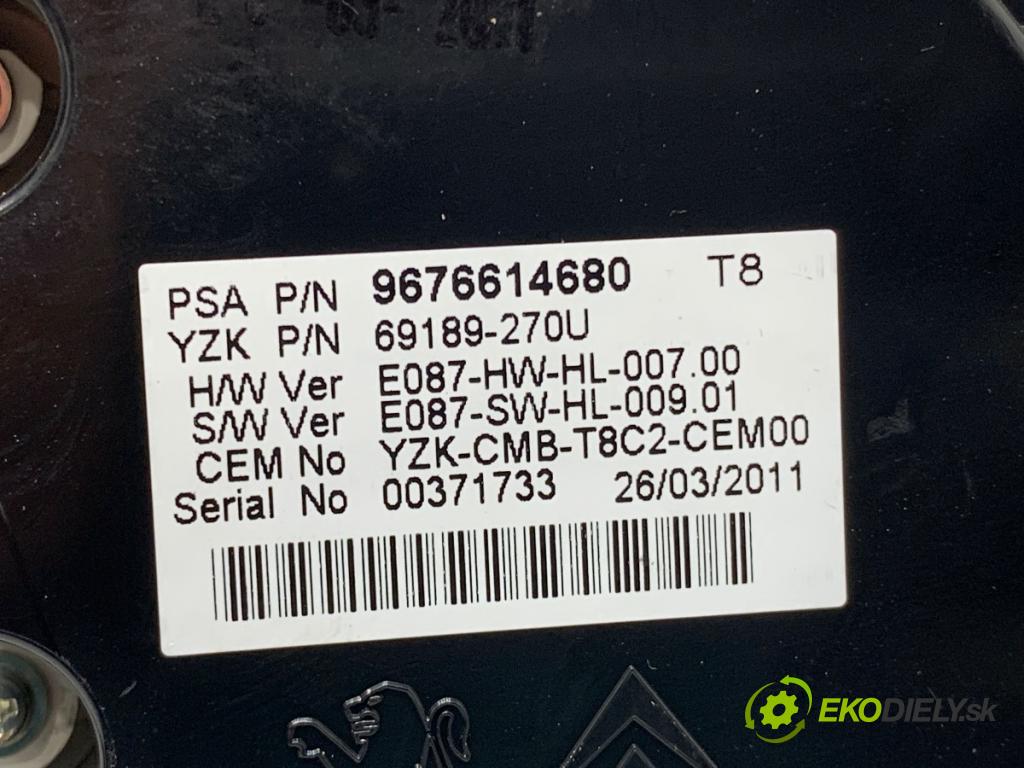 PSA P/N 9676614680 T8
YZK P/N 69189-270U
H/W Ver E087-HW-HL-007.00
S/W Ver E087-SW-HL-009.01
CEM No YZK-CMB-T8C2-CEM00
Serial No 00371733 26/03/2011
EKODIELY.sk